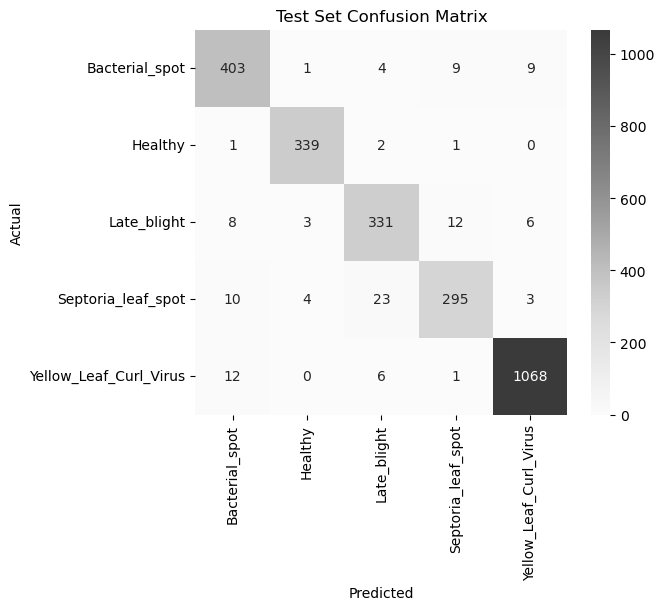 Test Set Confusion Matrix
Actual
Bacterial_spot 403 1 4 9 9
Healthy 1 339 2 1 0
Late_blight 8 3 331 12 6
Septoria_leaf_spot 10 4 23 295 3
Yellow_Leaf_Curl_Virus 12 0 6 1 1068
Bacterial_spot
Healthy
Late_blight
Septoria_leaf_spot
Yellow_Leaf_Curl_Virus
Predicted
1000
800
600
400
200
0